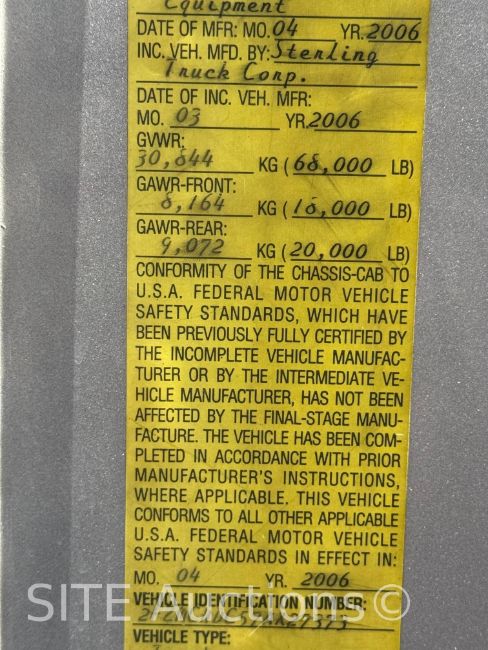 Equipment
DATE OF MFR: MO. 04 YR. 2006
INC. VEH. MFD. BY: Sterling
Truck Corp.
DATE OF INC. VEH. MFR:
MO. 03 YR. 2006
GVWR:
30,844 KG (68,000 LB)
GAWR-FRONT:
8,164 KG (18,000 LB)
GAWR-REAR:
9,072 KG (20,000 LB)
CONFORMITY OF THE CHASSIS-CAB TO
U.S.A. FEDERAL MOTOR VEHICLE
SAFETY STANDARDS, WHICH HAVE
BEEN PREVIOUSLY FULLY CERTIFIED BY
THE INCOMPLETE VEHICLE MANUFAC-
TURER OR BY THE INTERMEDIATE VE-
HICLE MANUFACTURER, HAS NOT BEEN
AFFECTED BY THE FINAL-STAGE MANU-
FACTURE. THE VEHICLE HAS BEEN COM-
PLETED IN ACCORDANCE WITH PRIOR
MANUFACTURER'S INSTRUCTIONS,
WHERE APPLICABLE. THIS VEHICLE
CONFORMS TO ALL OTHER APPLICABLE
U.S.A. FEDERAL MOTOR VEHICLE
SAFETY STANDARDS IN EFFECT IN:
MO. 04 YR. 2006
VEHICLE IDENTIFICATION NUMBER:
SITE Auctions©
VEHICLE TYPE: